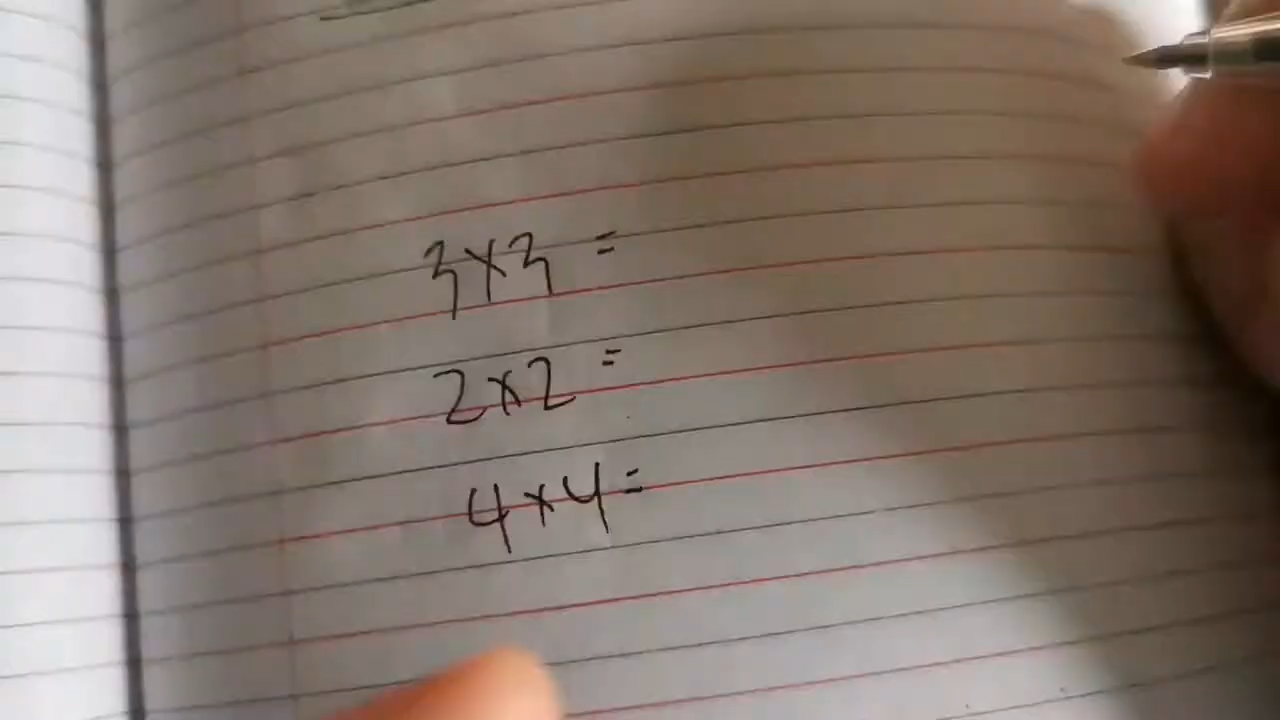 3x3 =
2x2 =
4x4=